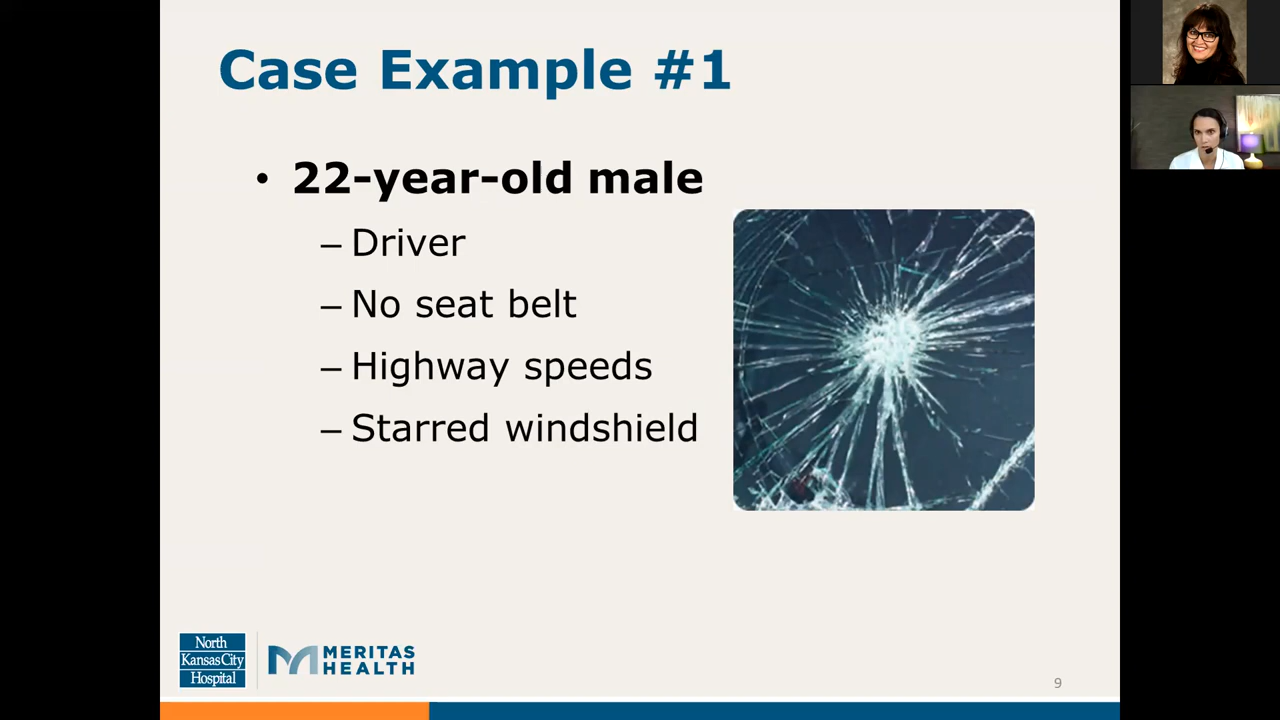 Case Example #1
• 22-year-old male
– Driver
– No seat belt
– Highway speeds
– Starred windshield
North
Kansas City
Hospital
MERITAS
HEALTH
9